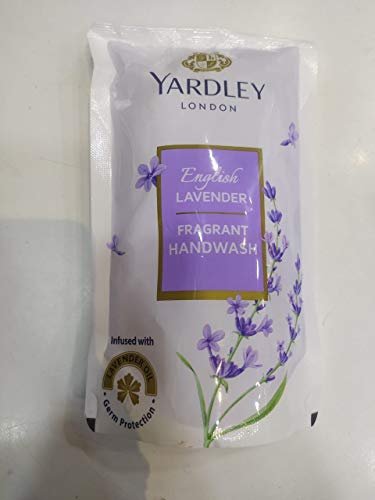 YARDLEY
LONDON
English
LAVENDER
FRAGRANT
HANDWASH
Infused with
LAVENDER OIL
Germ Protection